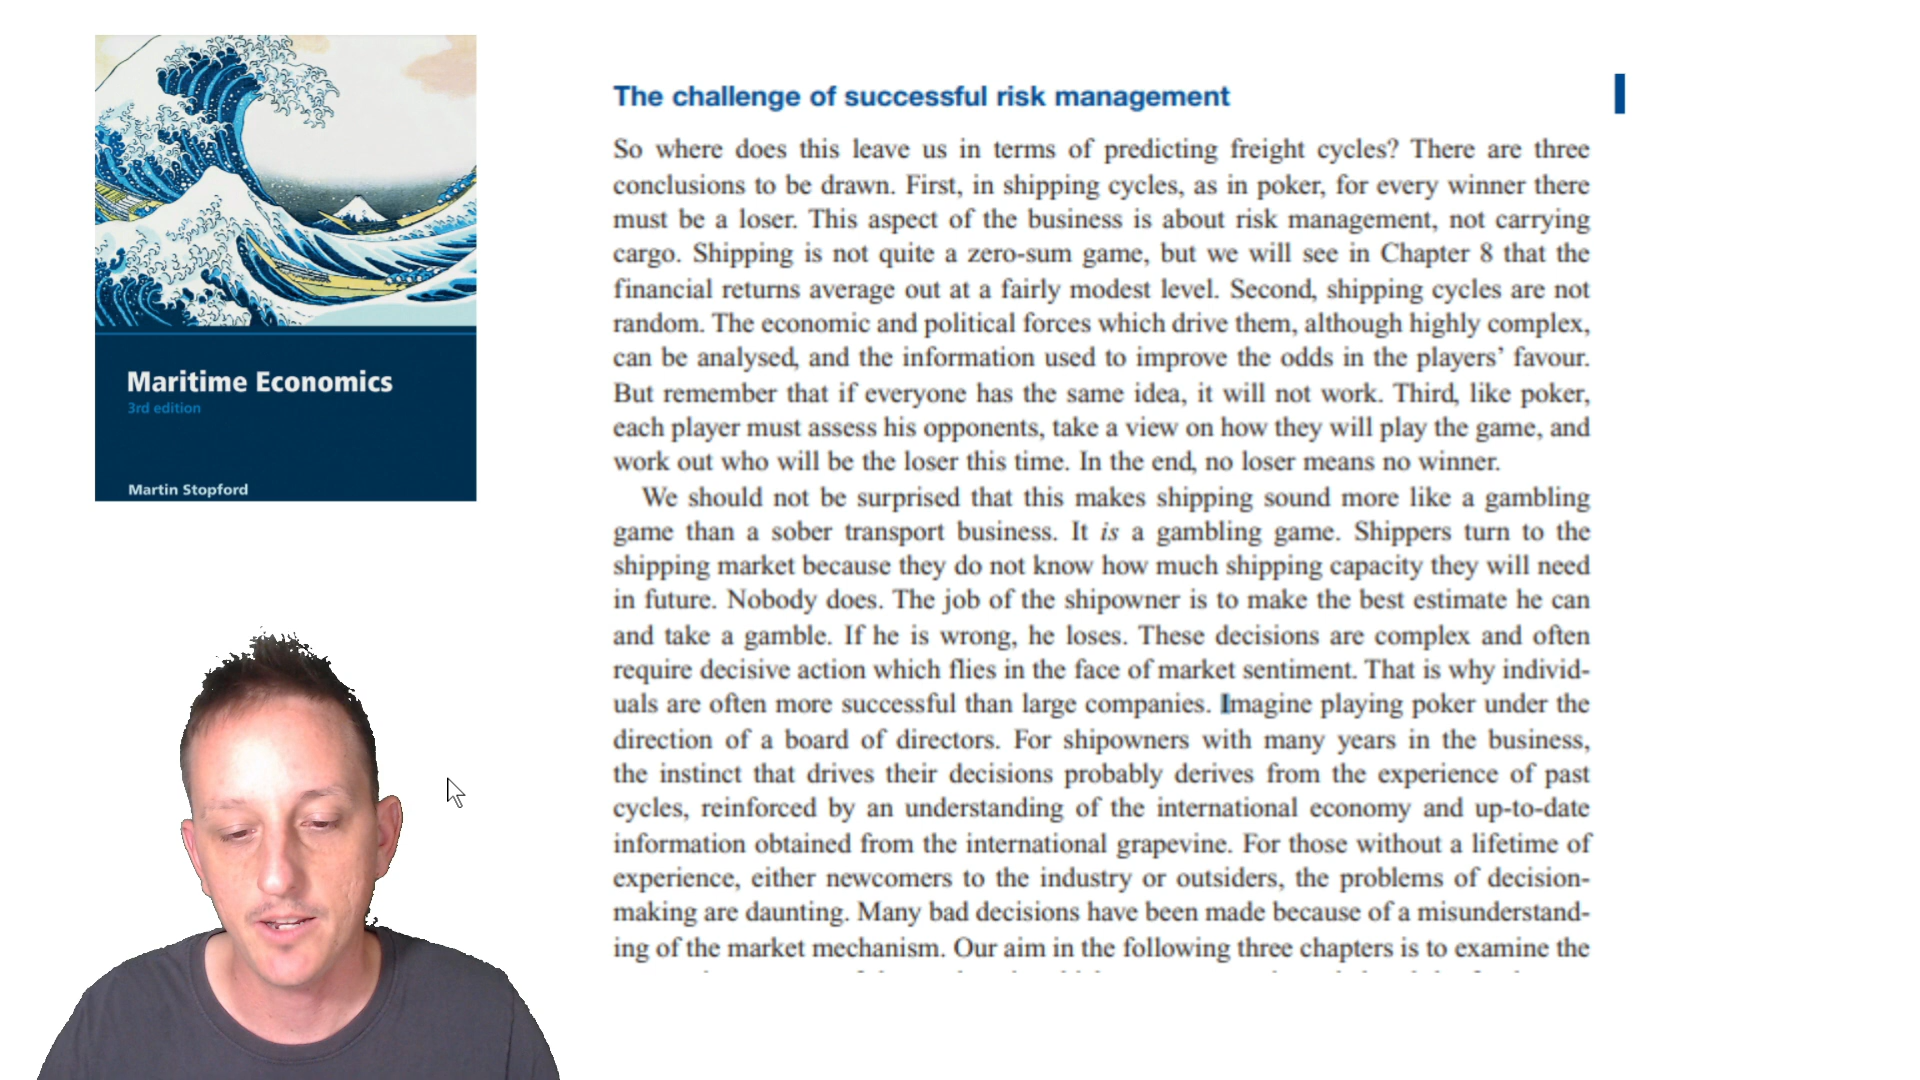 Maritime Economics
3rd edition
Martin Stopford
The challenge of successful risk management
So where does this leave us in terms of predicting freight cycles? There are three
conclusions to be drawn. First, in shipping cycles, as in poker, for every winner there
must be a loser. This aspect of the business is about risk management, not carrying
cargo. Shipping is not quite a zero-sum game, but we will see in Chapter 8 that the
financial returns average out at a fairly modest level. Second, shipping cycles are not
random. The economic and political forces which drive them, although highly complex,
can be analysed, and the information used to improve the odds in the players’ favour.
But remember that if everyone has the same idea, it will not work. Third, like poker,
each player must assess his opponents, take a view on how they will play the game, and
work out who will be the loser this time. In the end, no loser means no winner.
We should not be surprised that this makes shipping sound more like a gambling
game than a sober transport business. It is a gambling game. Shippers turn to the
shipping market because they do not know how much shipping capacity they will need
in future. Nobody does. The job of the shipowner is to make the best estimate he can
and take a gamble. If he is wrong, he loses. These decisions are complex and often
require decisive action which flies in the face of market sentiment. That is why individ-
uals are often more successful than large companies. Imagine playing poker under the
direction of a board of directors. For shipowners with many years in the business,
the instinct that drives their decisions probably derives from the experience of past
cycles, reinforced by an understanding of the international economy and up-to-date
information obtained from the international grapevine. For those without a lifetime of
experience, either newcomers to the industry or outsiders, the problems of decision-
making are daunting. Many bad decisions have been made because of a misunderstand-
ing of the market mechanism. Our aim in the following three chapters is to examine the